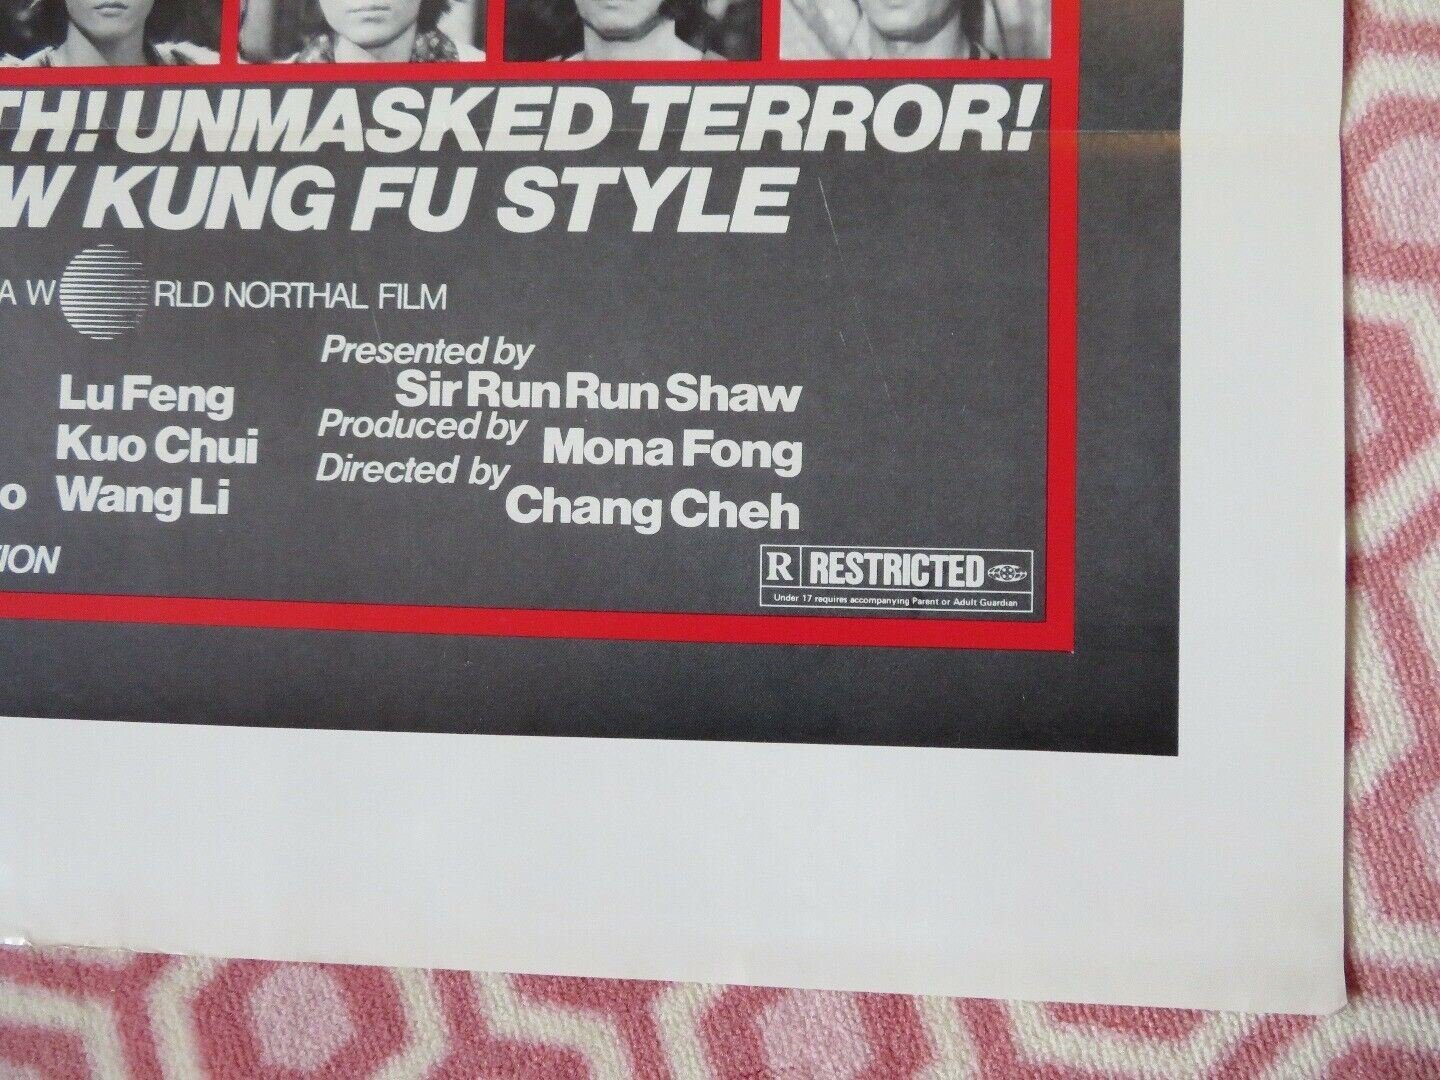 TH! UNMASKED TERROR!
W KUNG FU STYLE
A W RLD NORTHAL FILM
Presented by
Sir Run Run Shaw
Produced by
Mona Fong
Directed by
Chang Cheh
Lu Feng
Kuo Chui
o Wang Li
TION
R RESTRICTED
Under 17 requires accompanying Parent or Adult Guardian